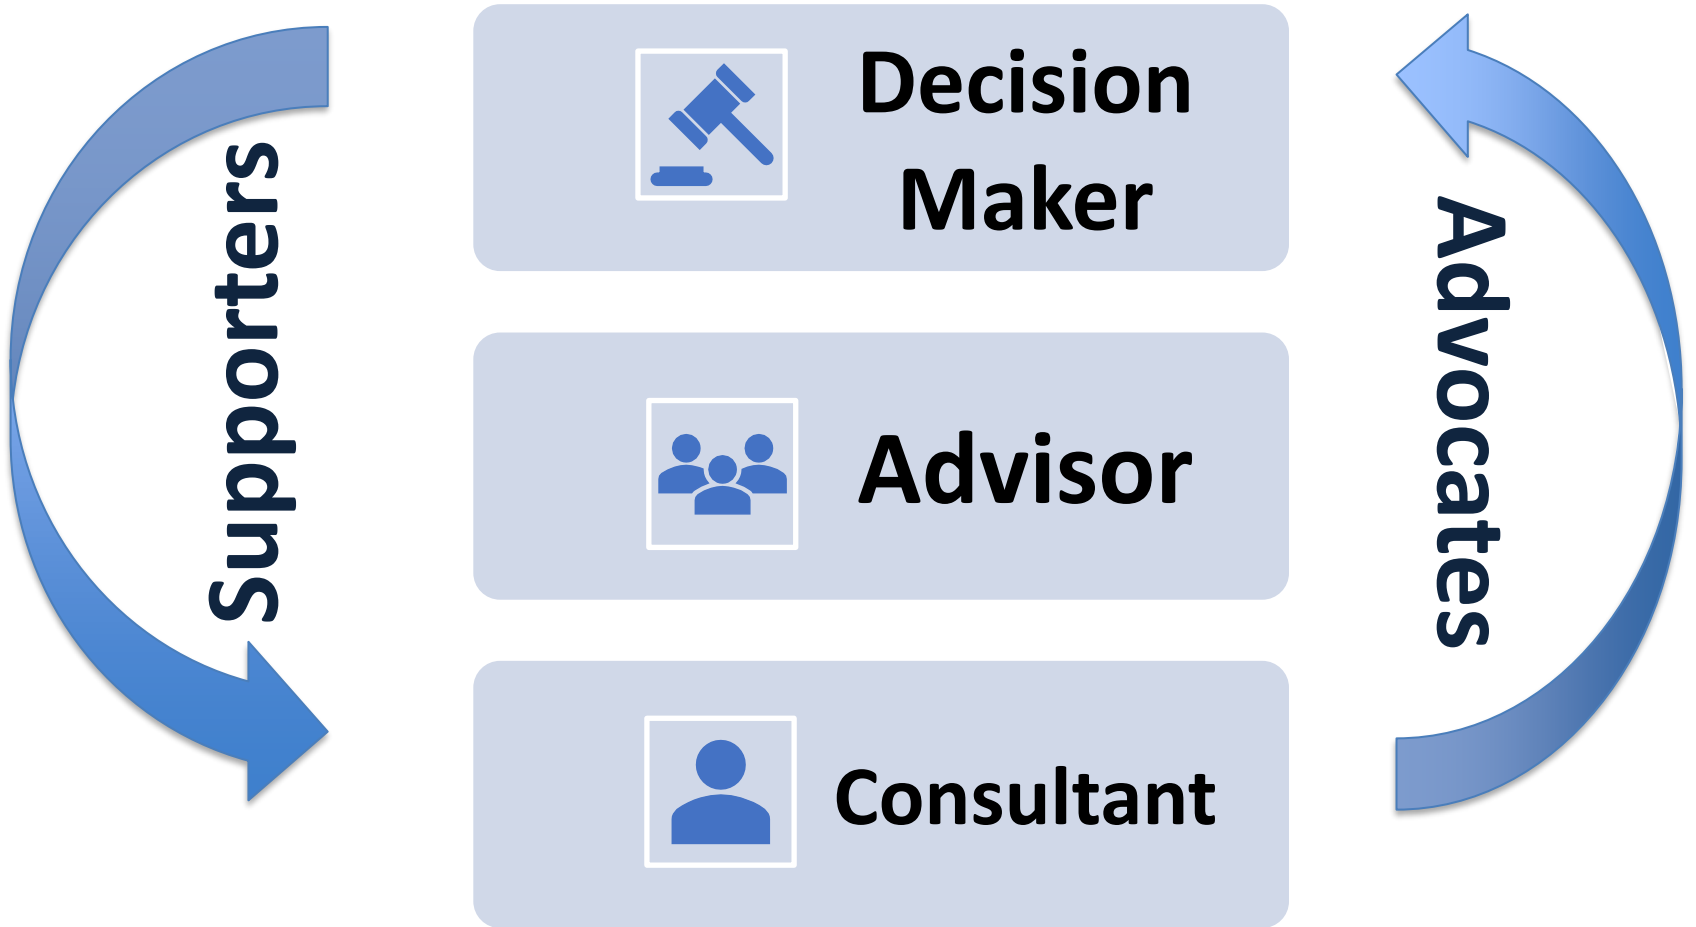 Supporters
Decision
Maker
Advisor
Consultant
Advocates